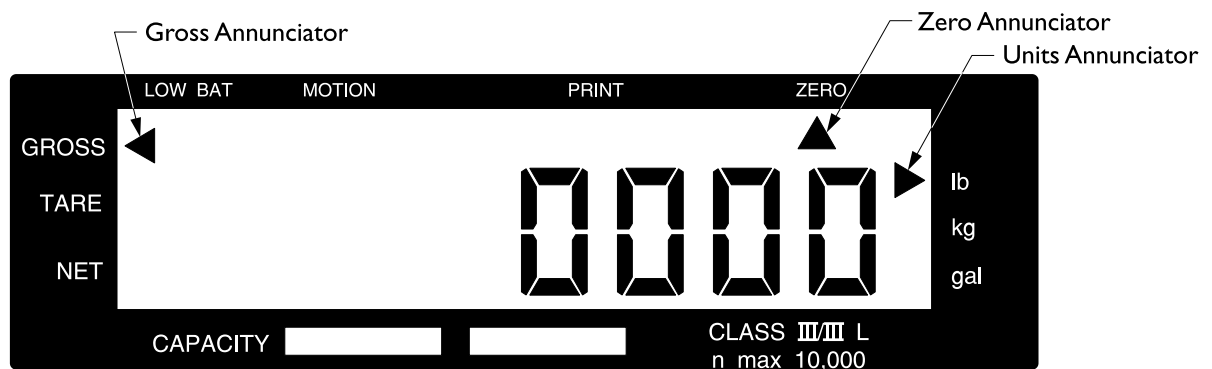 Gross Annunciator
Zero Annunciator
Units Annunciator
LOW BAT MOTION PRINT ZERO
GROSS
TARE
NET
0000
lb
kg
gal
CAPACITY
CLASS III/III L
n max 10,000